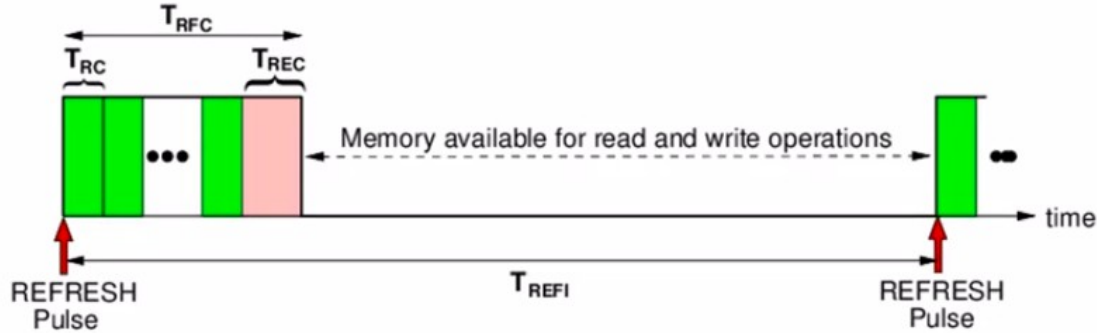 TRFC
TRC
TREC
Memory available for read and write operations
time
TREFI
REFRESH
Pulse
REFRESH
Pulse